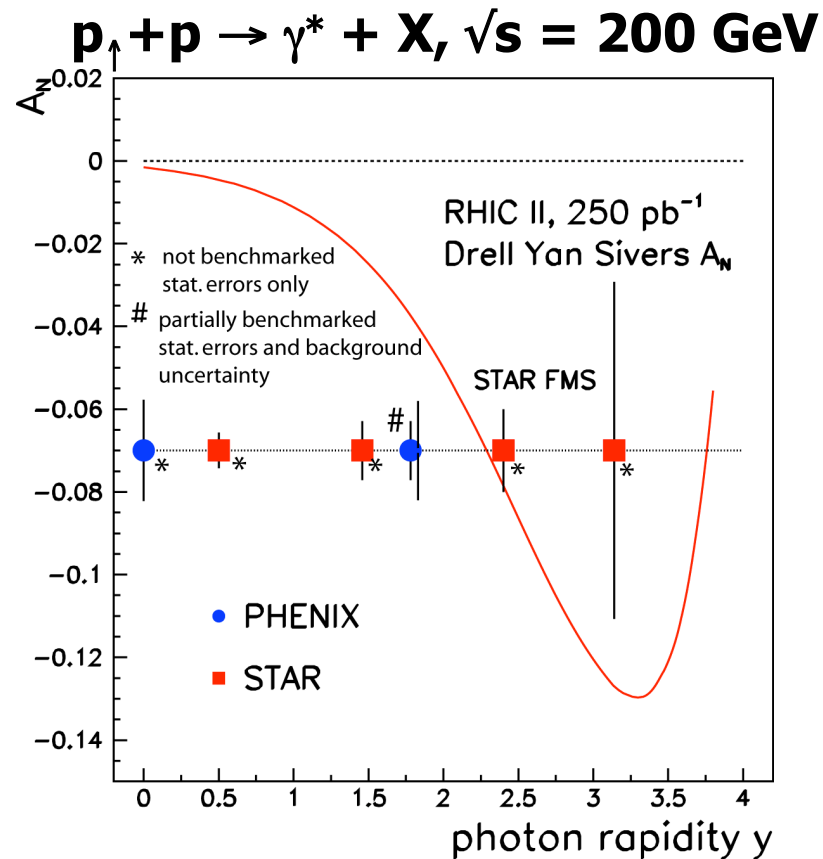 p↑+p → γ* + X, √s = 200 GeV
A_N
0.02
0
−0.02
−0.04
−0.06
−0.08
−0.1
−0.12
−0.14
RHIC II, 250 pb⁻¹
Drell Yan Sivers A_N
* not benchmarked
stat. errors only
# partially benchmarked
stat. errors and background
uncertainty
STAR FMS
#
* * * * *
PHENIX
STAR
0 0.5 1 1.5 2 2.5 3 3.5 4
photon rapidity y